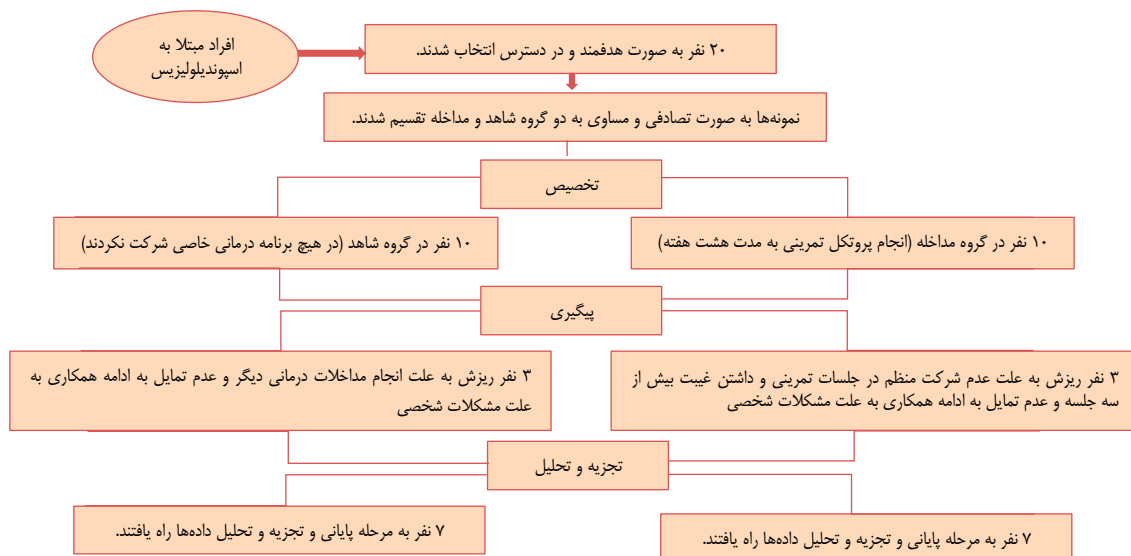 افراد مبتلا به
اسپوندیلولیزیس
۲۰ نفر به صورت هدفمند و در دسترس انتخاب شدند.
نمونه‌ها به صورت تصادفی و مساوی به دو گروه شاهد و مداخله تقسیم شدند.
تخصیص
۱۰ نفر در گروه مداخله (انجام پروتکل تمرینی به مدت هشت هفته)
۱۰ نفر در گروه شاهد (در هیچ برنامه درمانی خاصی شرکت نکردند)
پیگیری
۳ نفر ریزش به علت عدم شرکت منظم در جلسات تمرینی و داشتن غیبت بیش از
سه جلسه و عدم تمایل به ادامه همکاری به علت مشکلات شخصی
۳ نفر ریزش به علت انجام مداخلات درمانی دیگر و عدم تمایل به ادامه همکاری به
علت مشکلات شخصی
تجزیه و تحلیل
۷ نفر به مرحله پایانی و تجزیه و تحلیل داده‌ها راه یافتند.
۷ نفر به مرحله پایانی و تجزیه و تحلیل داده‌ها راه یافتند.